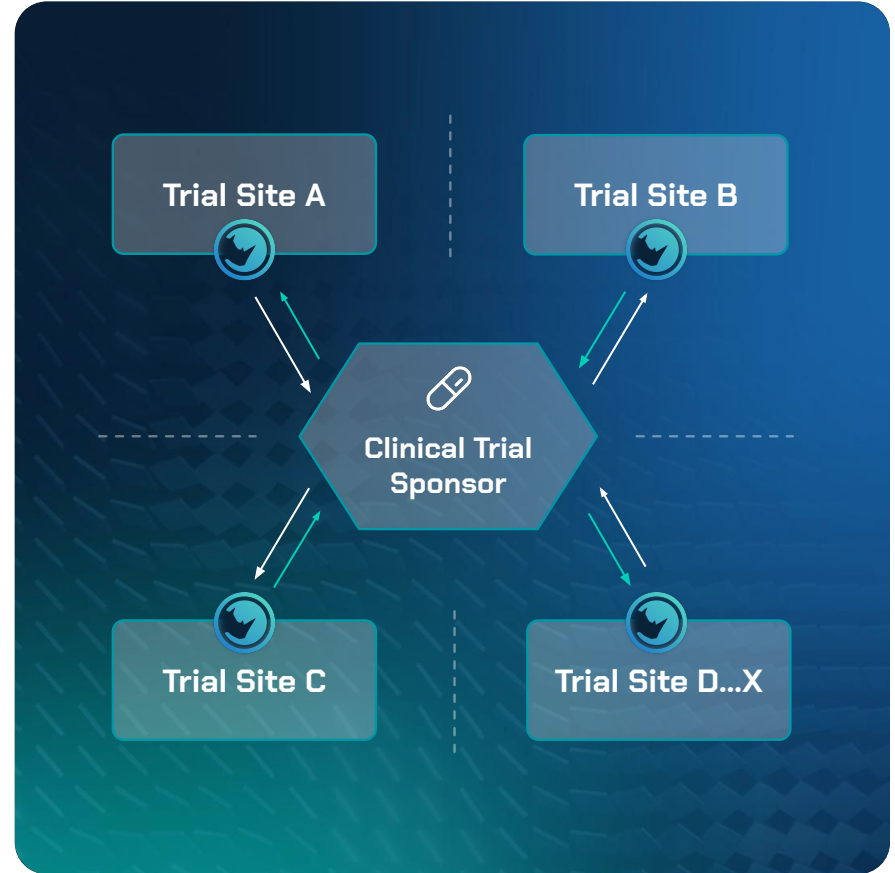 Trial Site A
Trial Site B
Clinical Trial
Sponsor
Trial Site C
Trial Site D...X